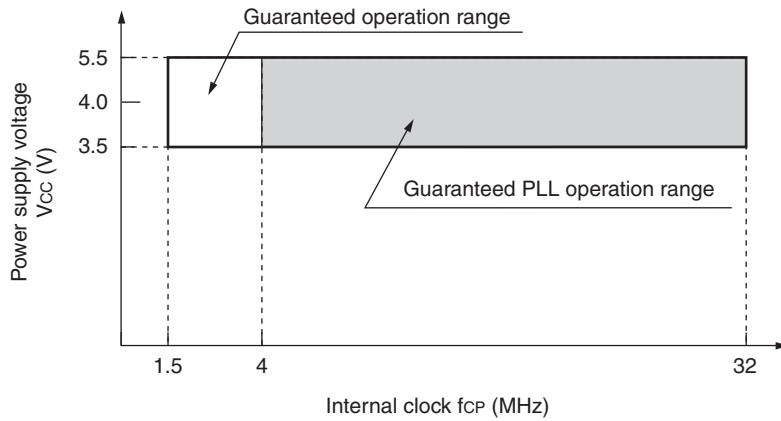 Guaranteed operation range
5.5
4.0
3.5
Power supply voltage
VCC (V)
Guaranteed PLL operation range
1.5
4
32
Internal clock fCP (MHz)